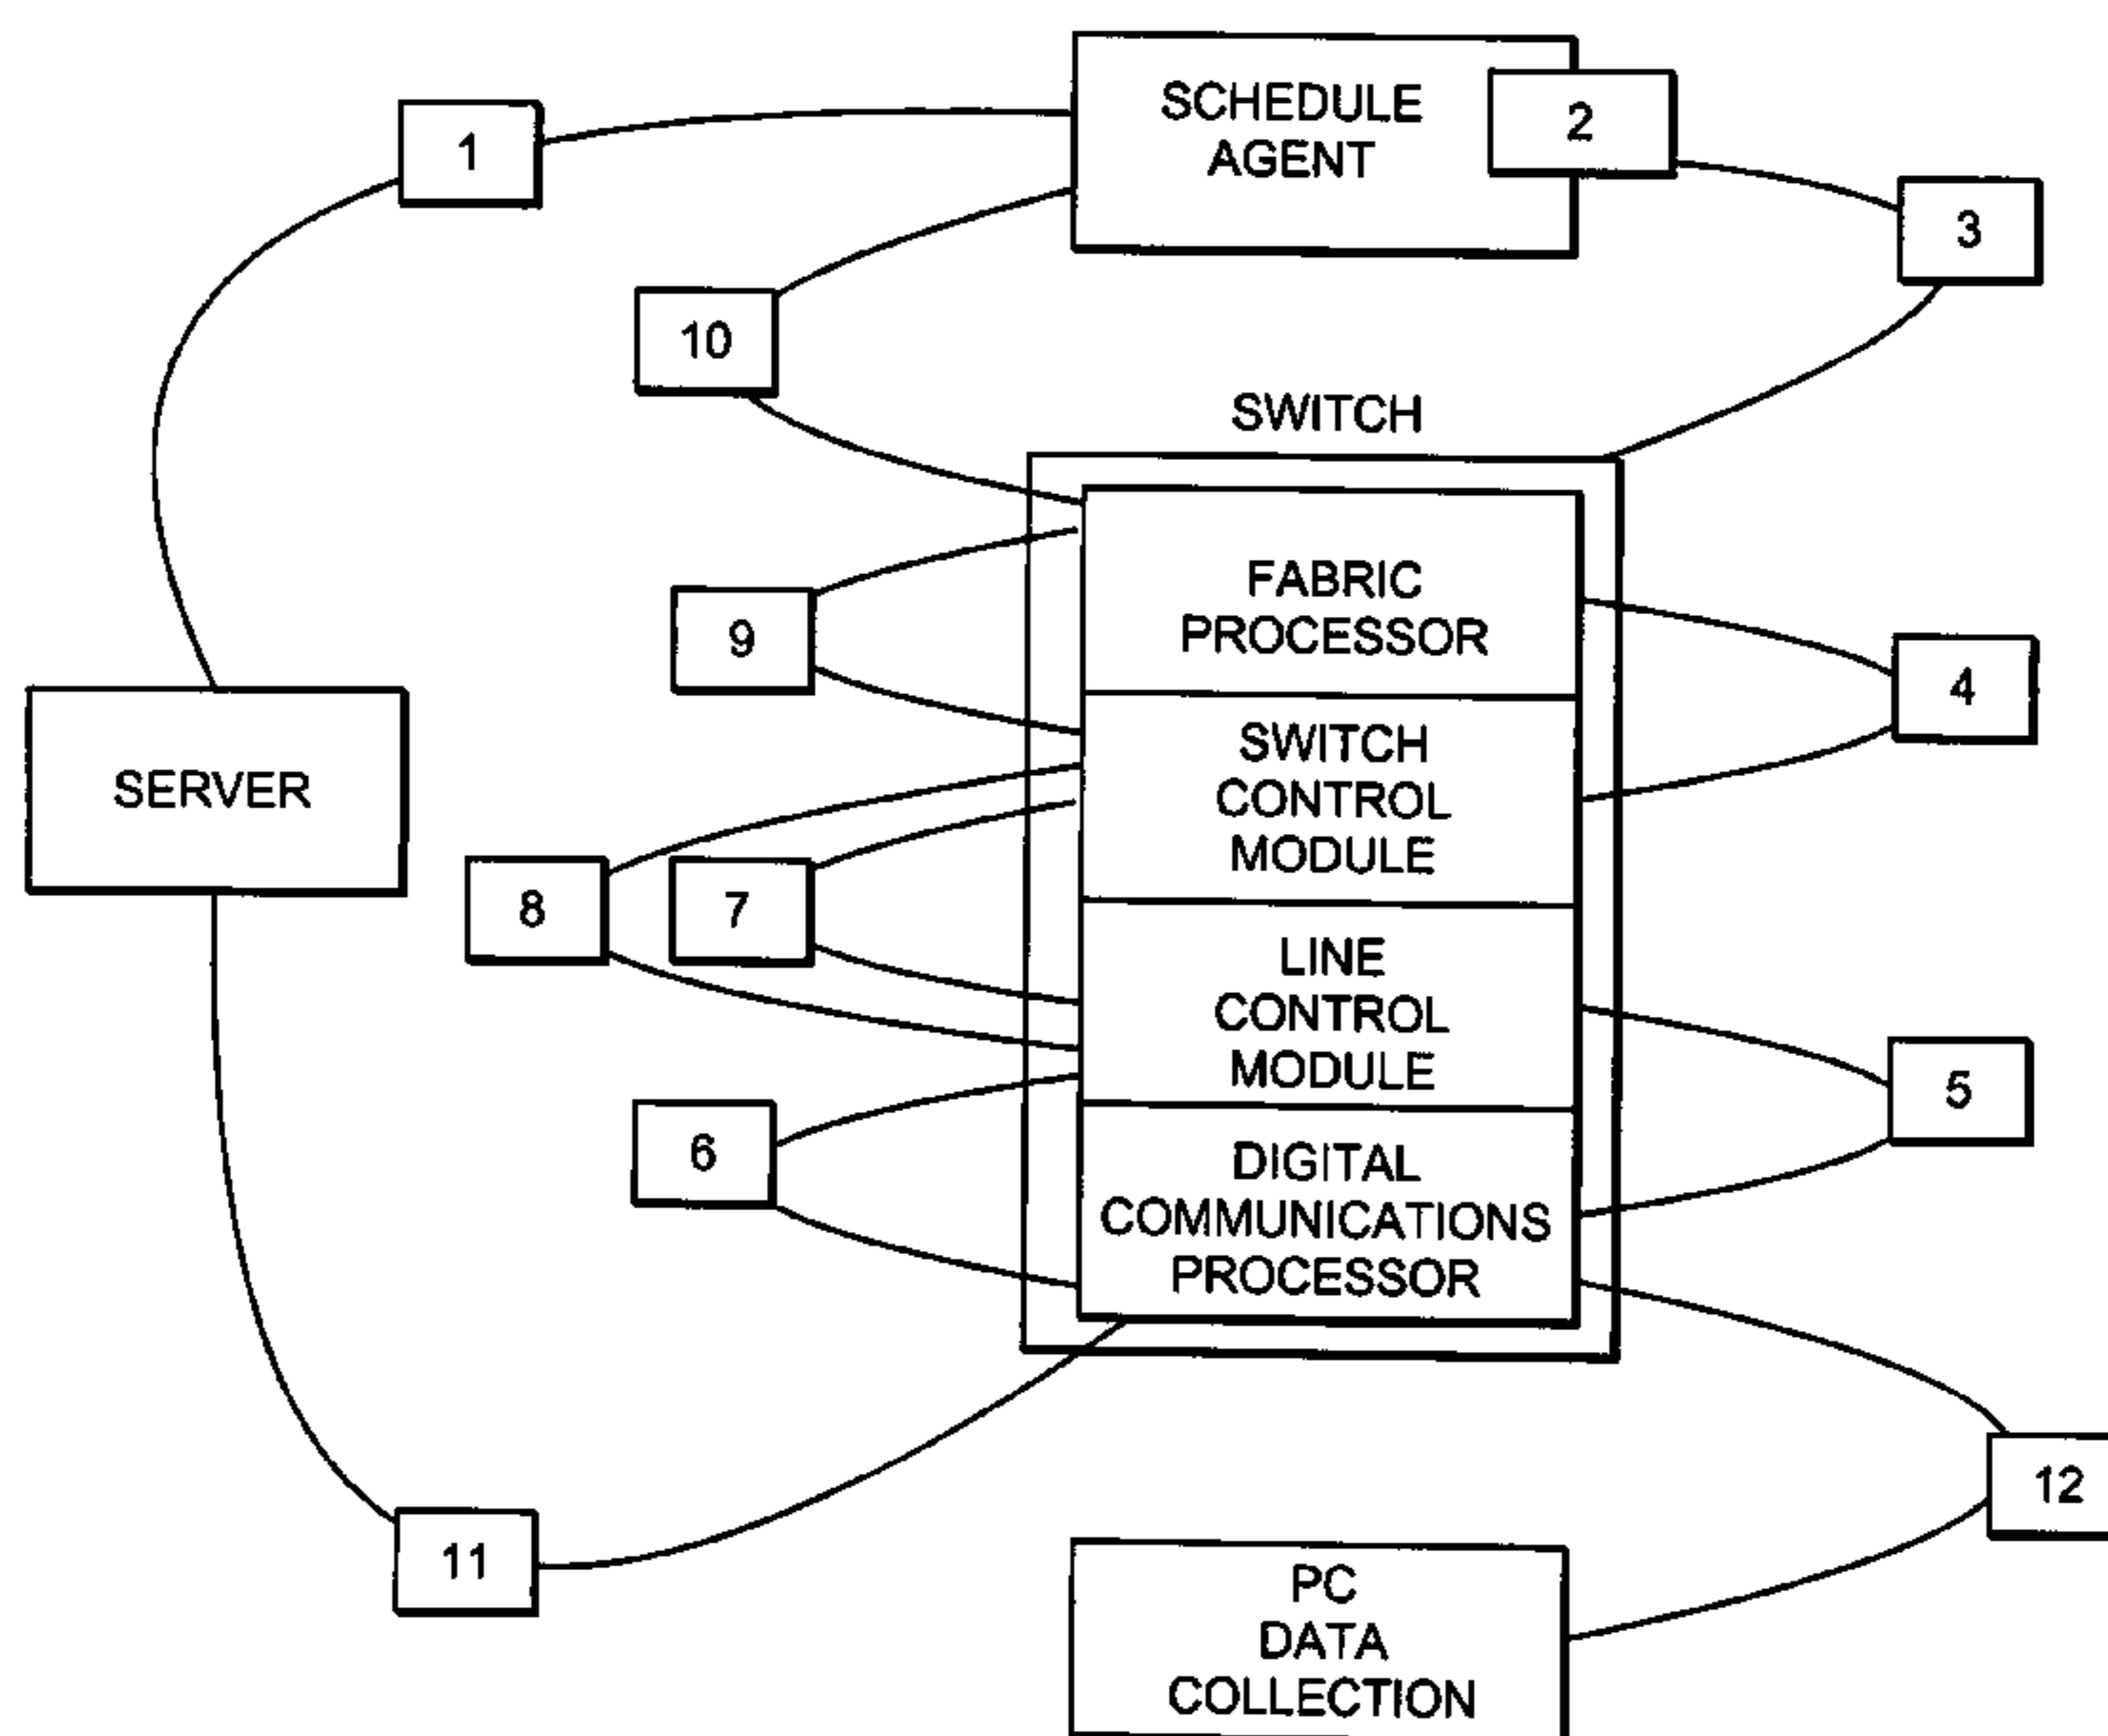 SCHEDULE
AGENT
2
1
3
10
SWITCH
FABRIC
PROCESSOR
9
4
SWITCH
CONTROL
MODULE
SERVER
8
7
LINE
CONTROL
MODULE
5
6
DIGITAL
COMMUNICATIONS
PROCESSOR
12
11
PC
DATA
COLLECTION